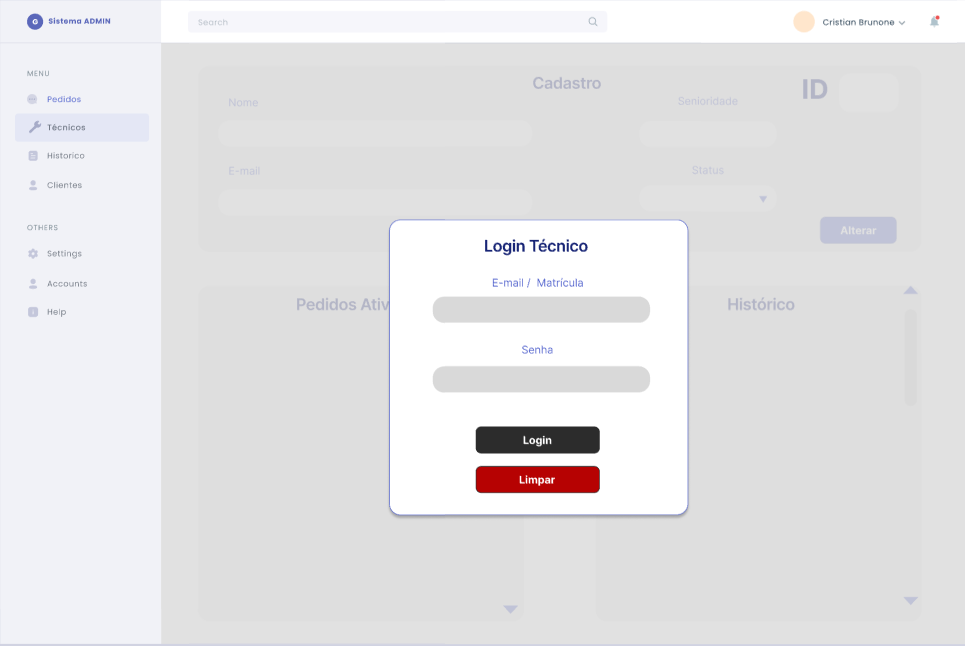 G Sistema ADMIN
Search
Cristian Brunone
MENU
Pedidos
Técnicos
Historico
Clientes
OTHERS
Settings
Accounts
Help
Cadastro
ID
Nome
Senioridade
E-mail
Status
Alterar
Pedidos Ativ
Histórico
Login Técnico
E-mail / Matrícula
Senha
Login
Limpar